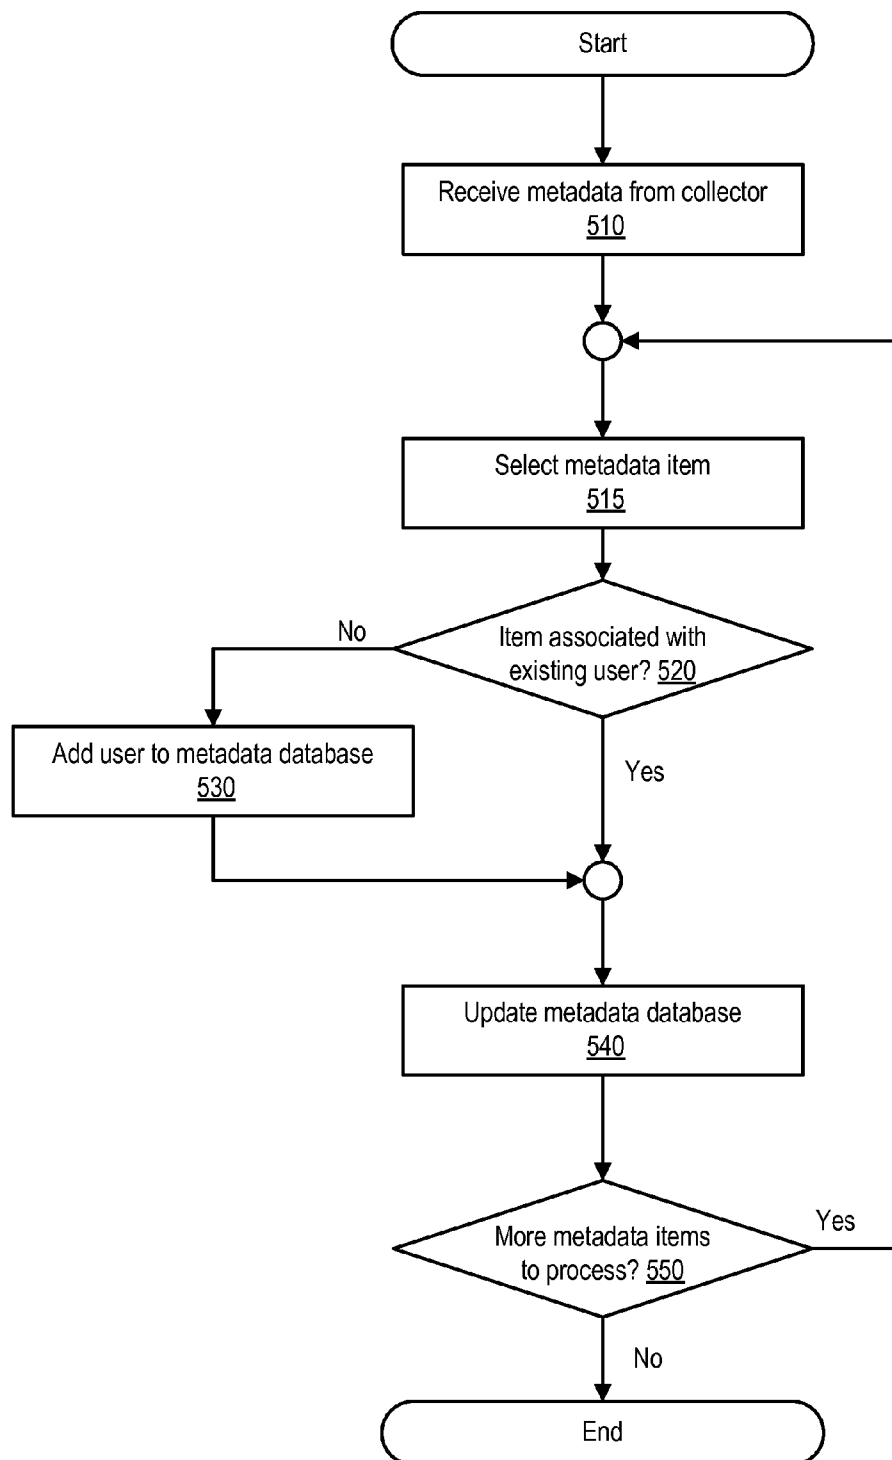 Start
Receive metadata from collector
510
Select metadata item
515
No
Item associated with
existing user? 520
Add user to metadata database
530
Yes
Update metadata database
540
More metadata items
to process? 550
Yes
No
End